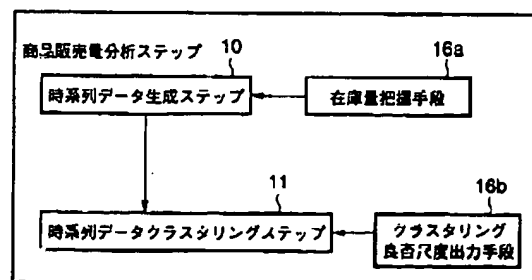 商品販売量分析ステップ
10
16a
時系列データ生成ステップ
在庫量把握手段
11
16b
時系列データクラスタリングステップ
クラスタリング
良否尺度出力手段